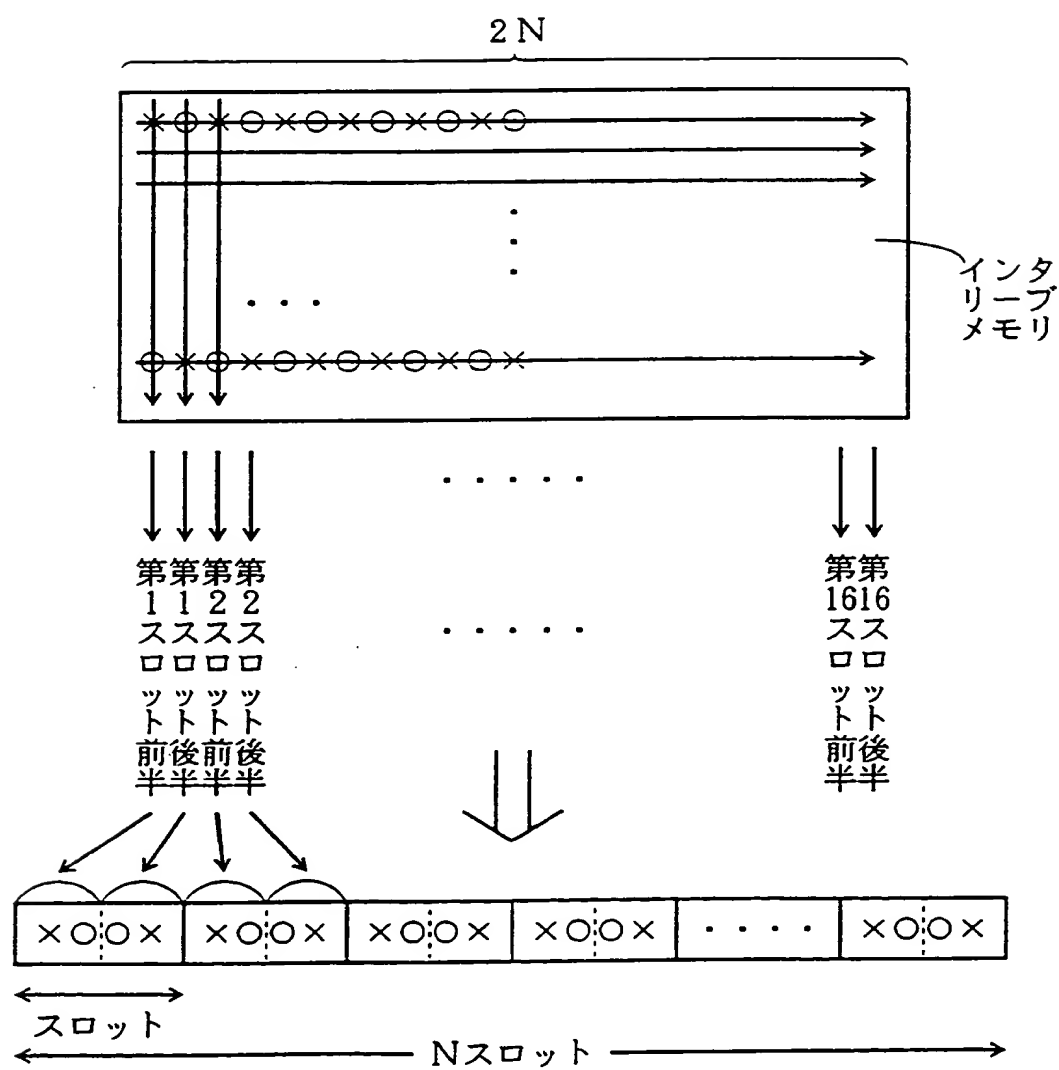 2N
×○×○×○×○×○×○
インタ
リーブ
メモリ
○×○×○×○×○×○×
第1スロット前半
第1スロット後半
第2スロット前半
第2スロット後半
第16スロット前半
第16スロット後半
×○○× ×○○× ×○○× ×○○× ・・・・ ×○○×
スロット
Nスロット